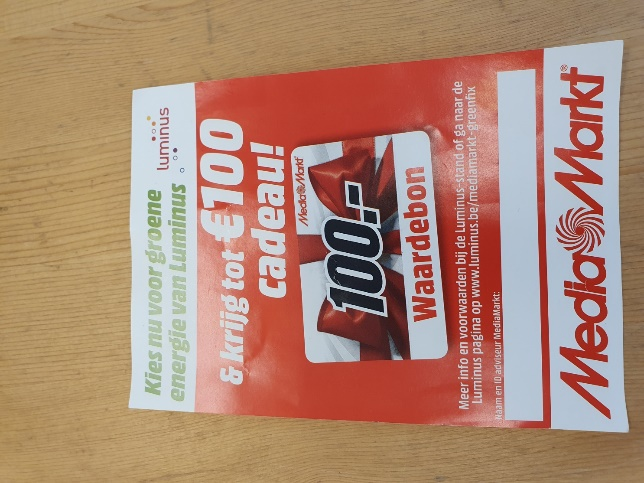 Kies nu voor groene
energie van Luminus
luminus
& krijg tot €100
cadeau!
MediaMarkt
100.-
Waardebon
Meer info en voorwaarden bij de Luminus-stand of ga naar de
Luminus pagina op www.luminus.be/mediamarkt-greenfix
Naam en ID adviseur MediaMarkt:
MediaMarkt®